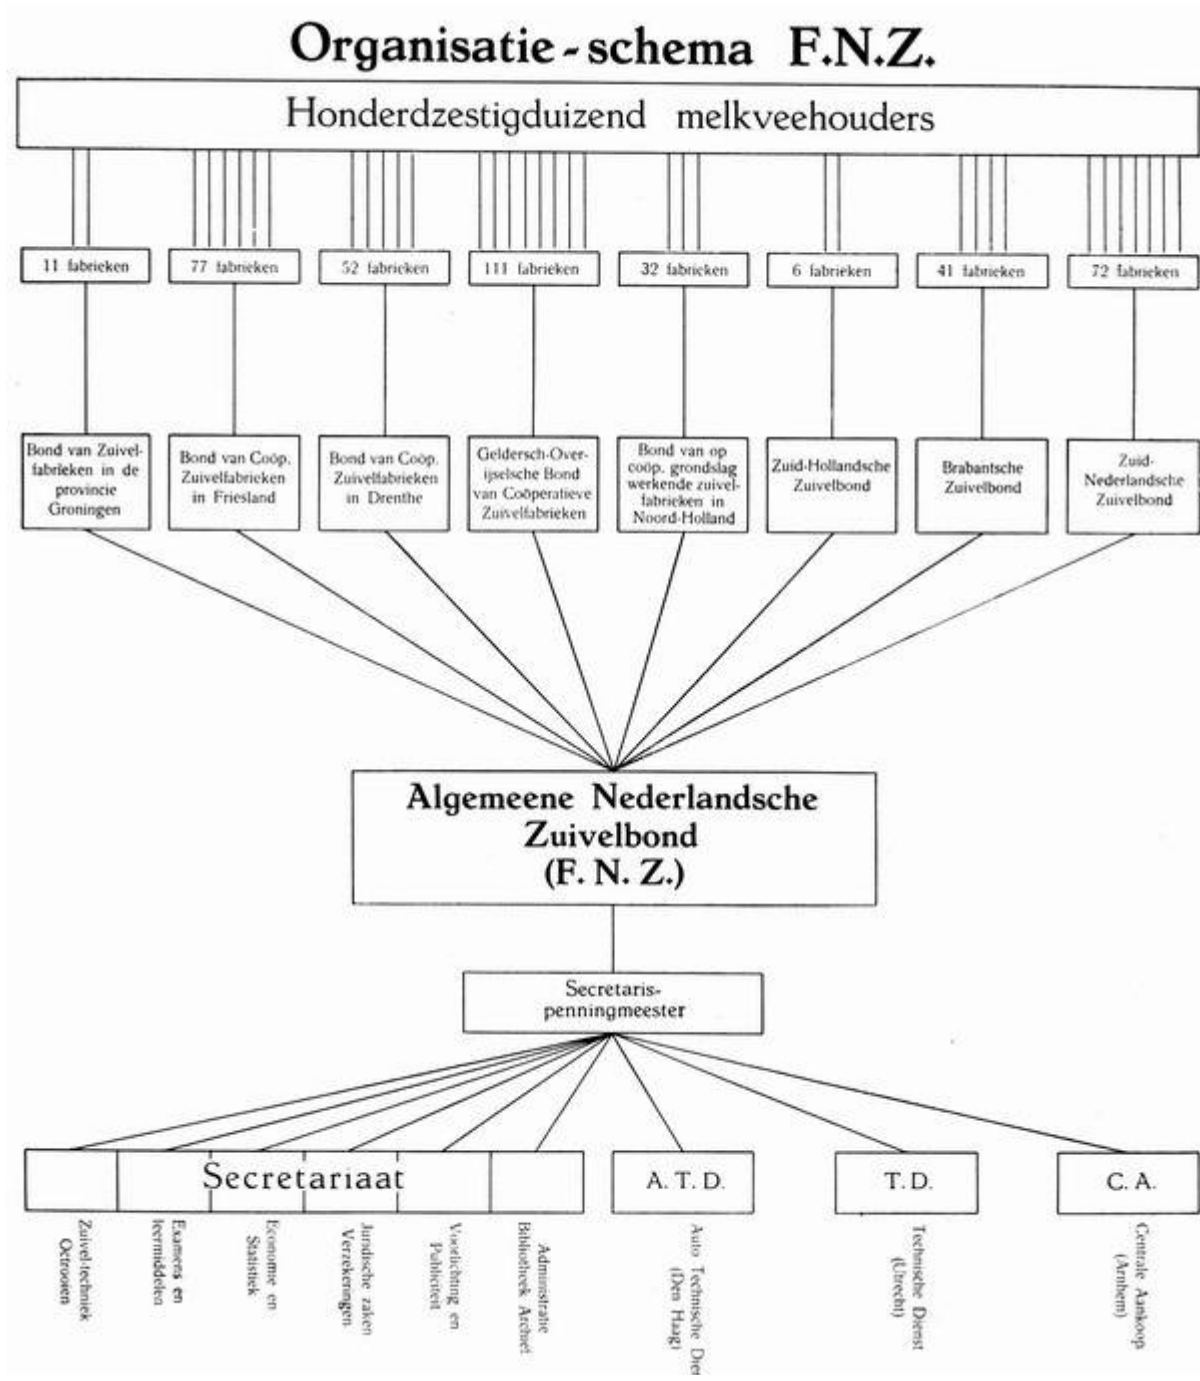 Organisatie-schema F.N.Z.
Honderdzestigduizend melkveehouders
11 fabrieken
77 fabrieken
52 fabrieken
111 fabrieken
32 fabrieken
6 fabrieken
41 fabrieken
72 fabrieken
Bond van Zuivel-
fabrieken in de
provincie
Groningen
Bond van Coöp.
Zuivelfabrieken
in Friesland
Bond van Coöp.
Zuivelfabrieken
in Drenthe
Geldersch-Over-
ijselsche Bond
van Coöperatieve
Zuivelfabrieken
Bond van op
coöp. grondslag
werkende zuivel-
fabrieken in
Noord-Holland
Zuid-Hollandsche
Zuivelbond
Brabantsche
Zuivelbond
Zuid-
Nederlandsche
Zuivelbond
Algemeene Nederlandsche
Zuivelbond
(F. N. Z.)
Secretaris-
penningmeester
Secretariaat
A. T. D.
T. D.
C. A.
Zuivel-techniek
Octrooien
Examens en
leermiddelen
Economie en
Statistiek
Juridische zaken
Verzekeringen
Voorlichting en
Publiciteit
Administratie
Bibliotheek Archief
Auto Technische Dien
(Den Haag)
Technische Dienst
(Utrecht)
Centrale Aankoop
(Arnhem)